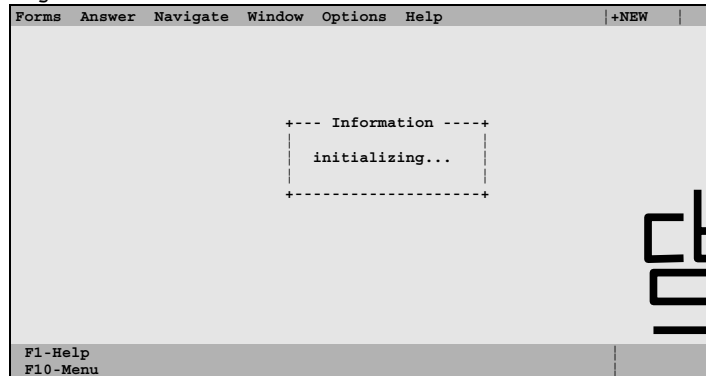 Forms Answer Navigate Window Options Help |+NEW |
+--- Information ----+
initializing...
+--------------------+
F1-Help
F10-Menu